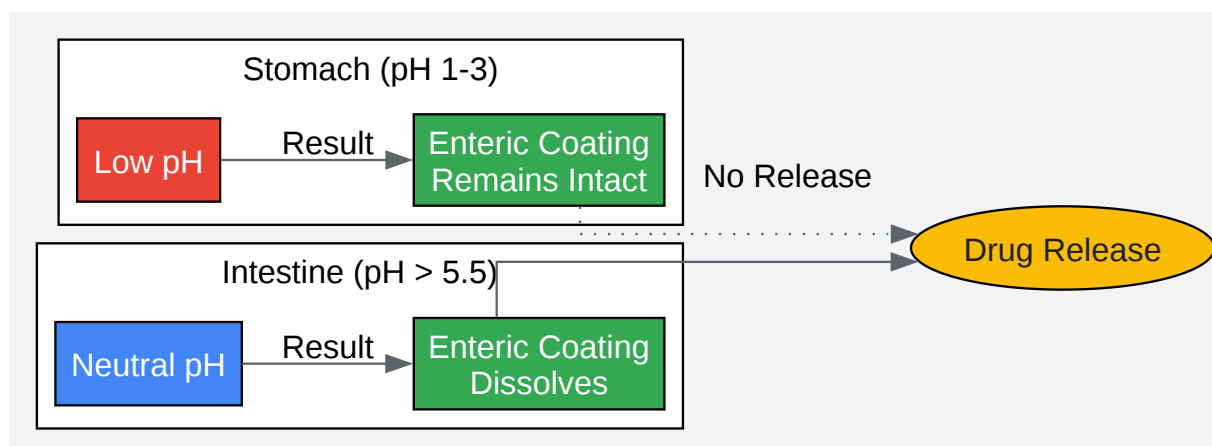 Stomach (pH 1-3)
Low pH
Result
Enteric Coating
Remains Intact
No Release
Drug Release
Intestine (pH > 5.5)
Neutral pH
Result
Enteric Coating
Dissolves